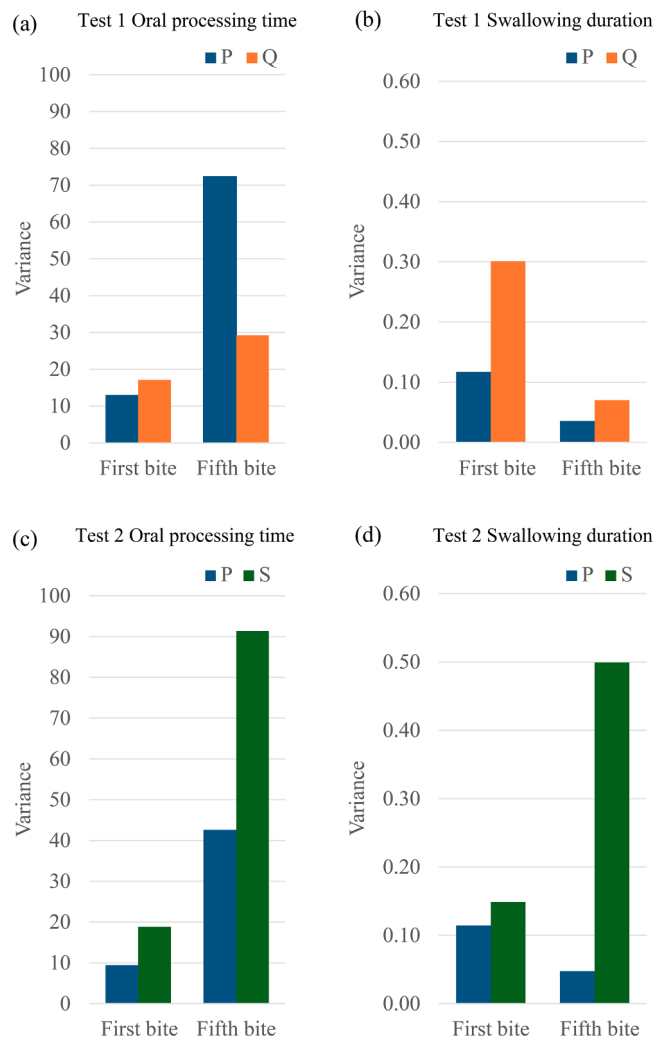 (a) Test 1 Oral processing time
P Q
100
90
80
70
60
50
40
30
20
10
0
Variance
First bite Fifth bite
(b) Test 1 Swallowing duration
P Q
0.60
0.50
0.40
0.30
0.20
0.10
0.00
Variance
First bite Fifth bite
(c) Test 2 Oral processing time
P S
100
90
80
70
60
50
40
30
20
10
0
Variance
First bite Fifth bite
(d) Test 2 Swallowing duration
P S
0.60
0.50
0.40
0.30
0.20
0.10
0.00
Variance
First bite Fifth bite